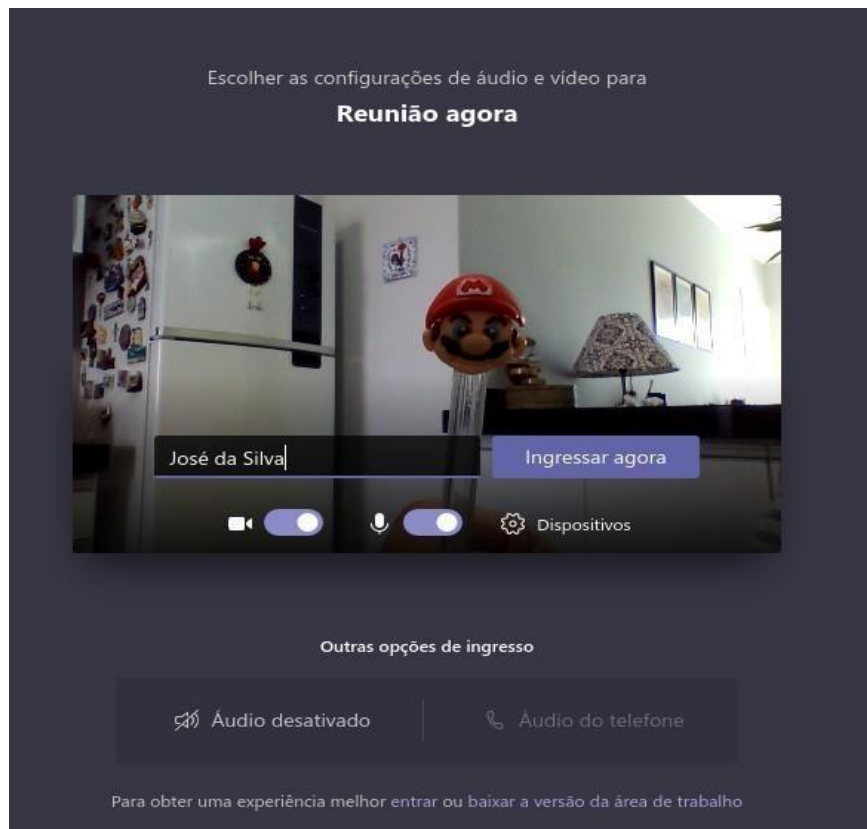 Escolher as configurações de áudio e vídeo para
Reunião agora
M
José da Silva
Ingressar agora
Dispositivos
Outras opções de ingresso
Áudio desativado
Áudio do telefone
Para obter uma experiência melhor entrar ou baixar a versão da área de trabalho